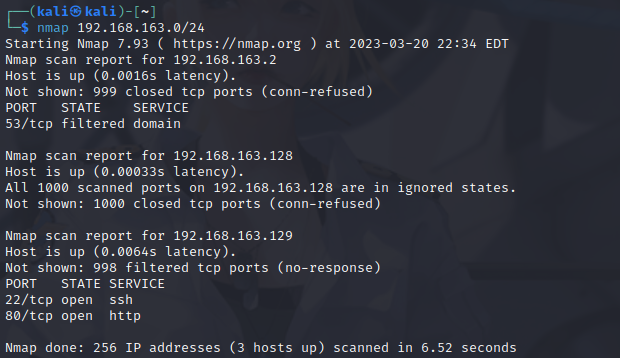 ┌──(kali㉿kali)-[~]
└─$ nmap 192.168.163.0/24
Starting Nmap 7.93 ( https://nmap.org ) at 2023-03-20 22:34 EDT
Nmap scan report for 192.168.163.2
Host is up (0.0016s latency).
Not shown: 999 closed tcp ports (conn-refused)
PORT   STATE    SERVICE
53/tcp filtered domain

Nmap scan report for 192.168.163.128
Host is up (0.00033s latency).
All 1000 scanned ports on 192.168.163.128 are in ignored states.
Not shown: 1000 closed tcp ports (conn-refused)

Nmap scan report for 192.168.163.129
Host is up (0.0064s latency).
Not shown: 998 filtered tcp ports (no-response)
PORT   STATE SERVICE
22/tcp open  ssh
80/tcp open  http

Nmap done: 256 IP addresses (3 hosts up) scanned in 6.52 seconds